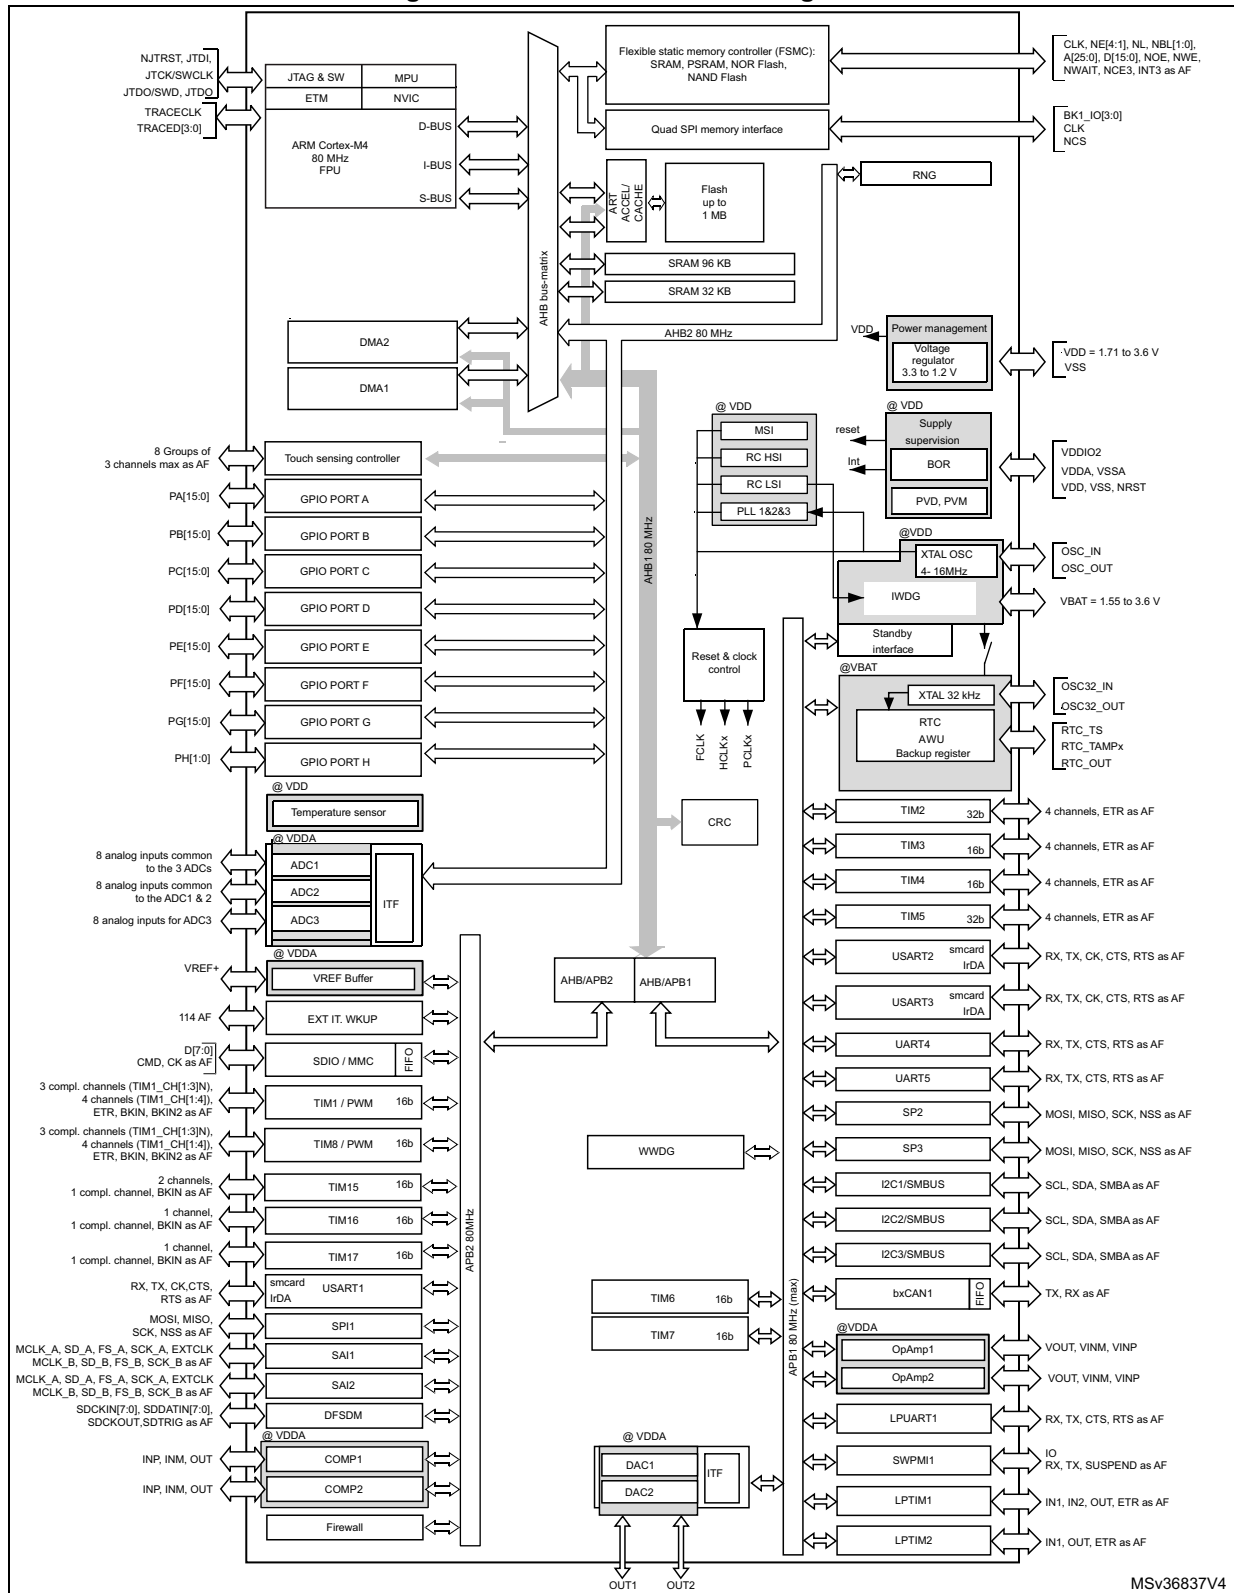 NJTRST, JTDI,
JTCK/SWCLK
JTDO/SWD, JTDO
TRACECLK
TRACED[3:0]
JTAG & SW
MPU
ETM
NVIC
ARM Cortex-M4
80 MHz
FPU
D-BUS
I-BUS
S-BUS
AHB bus-matrix
Flexible static memory controller (FSMC):
SRAM, PSRAM, NOR Flash,
NAND Flash
CLK, NE[4:1], NL, NBL[1:0],
A[25:0], D[15:0], NOE, NWE,
NWAIT, NCE3, INT3 as AF
Quad SPI memory interface
BK1_IO[3:0]
CLK
NCS
ART
ACCEL/
CACHE
Flash
up to
1 MB
RNG
SRAM 96 KB
SRAM 32 KB
AHB2 80 MHz
DMA2
DMA1
VDD
Power management
Voltage
regulator
3.3 to 1.2 V
VDD = 1.71 to 3.6 V
VSS
@ VDD
MSI
RC HSI
RC LSI
PLL 1&2&3
@ VDD
reset
Int
Supply
supervision
BOR
PVD, PVM
VDDIO2
VDDA, VSSA
VDD, VSS, NRST
8 Groups of
3 channels max as AF
Touch sensing controller
PA[15:0]
GPIO PORT A
PB[15:0]
GPIO PORT B
PC[15:0]
GPIO PORT C
PD[15:0]
GPIO PORT D
PE[15:0]
GPIO PORT E
PF[15:0]
GPIO PORT F
PG[15:0]
GPIO PORT G
PH[1:0]
GPIO PORT H
AHB1 80 MHz
@VDD
XTAL OSC
4- 16MHz
IWDG
OSC_IN
OSC_OUT
VBAT = 1.55 to 3.6 V
Standby
interface
Reset & clock
control
FCLK
HCLKx
PCLKx
@VBAT
XTAL 32 kHz
RTC
AWU
Backup register
OSC32_IN
OSC32_OUT
RTC_TS
RTC_TAMPx
RTC_OUT
@ VDD
Temperature sensor
CRC
@ VDDA
8 analog inputs common
to the 3 ADCs
8 analog inputs common
to the ADC1 & 2
8 analog inputs for ADC3
ADC1
ADC2
ADC3
ITF
@ VDDA
VREF+
VREF Buffer
114 AF
EXT IT. WKUP
D[7:0]
CMD, CK as AF
SDIO / MMC
FIFO
3 compl. channels (TIM1_CH[1:3]N),
4 channels (TIM1_CH[1:4]),
ETR, BKIN, BKIN2 as AF
TIM1 / PWM
16b
3 compl. channels (TIM1_CH[1:3]N),
4 channels (TIM1_CH[1:4]),
ETR, BKIN, BKIN2 as AF
TIM8 / PWM
16b
2 channels,
1 compl. channel, BKIN as AF
TIM15
16b
1 channel,
1 compl. channel, BKIN as AF
TIM16
16b
1 channel,
1 compl. channel, BKIN as AF
TIM17
16b
RX, TX, CK,CTS,
RTS as AF
smcard
IrDA
USART1
MOSI, MISO,
SCK, NSS as AF
SPI1
MCLK_A, SD_A, FS_A, SCK_A, EXTCLK
MCLK_B, SD_B, FS_B, SCK_B as AF
SAI1
MCLK_A, SD_A, FS_A, SCK_A, EXTCLK
MCLK_B, SD_B, FS_B, SCK_B as AF
SAI2
SDCKIN[7:0], SDDATIN[7:0],
SDCKOUT,SDTRIG as AF
DFSDM
@ VDDA
INP, INM, OUT
COMP1
INP, INM, OUT
COMP2
Firewall
APB2 80MHz
AHB/APB2
AHB/APB1
WWDG
TIM6
16b
TIM7
16b
@ VDDA
DAC1
DAC2
ITF
OUT1
OUT2
APB1 80 MHz (max)
TIM2
32b
4 channels, ETR as AF
TIM3
16b
4 channels, ETR as AF
TIM4
16b
4 channels, ETR as AF
TIM5
32b
4 channels, ETR as AF
USART2
smcard
IrDA
RX, TX, CK, CTS, RTS as AF
USART3
smcard
IrDA
RX, TX, CK, CTS, RTS as AF
UART4
RX, TX, CTS, RTS as AF
UART5
RX, TX, CTS, RTS as AF
SP2
MOSI, MISO, SCK, NSS as AF
SP3
MOSI, MISO, SCK, NSS as AF
I2C1/SMBUS
SCL, SDA, SMBA as AF
I2C2/SMBUS
SCL, SDA, SMBA as AF
I2C3/SMBUS
SCL, SDA, SMBA as AF
bxCAN1
FIFO
TX, RX as AF
@VDDA
OpAmp1
VOUT, VINM, VINP
OpAmp2
VOUT, VINM, VINP
LPUART1
RX, TX, CTS, RTS as AF
SWPMI1
IO
RX, TX, SUSPEND as AF
LPTIM1
IN1, IN2, OUT, ETR as AF
LPTIM2
IN1, OUT, ETR as AF
MSv36837V4